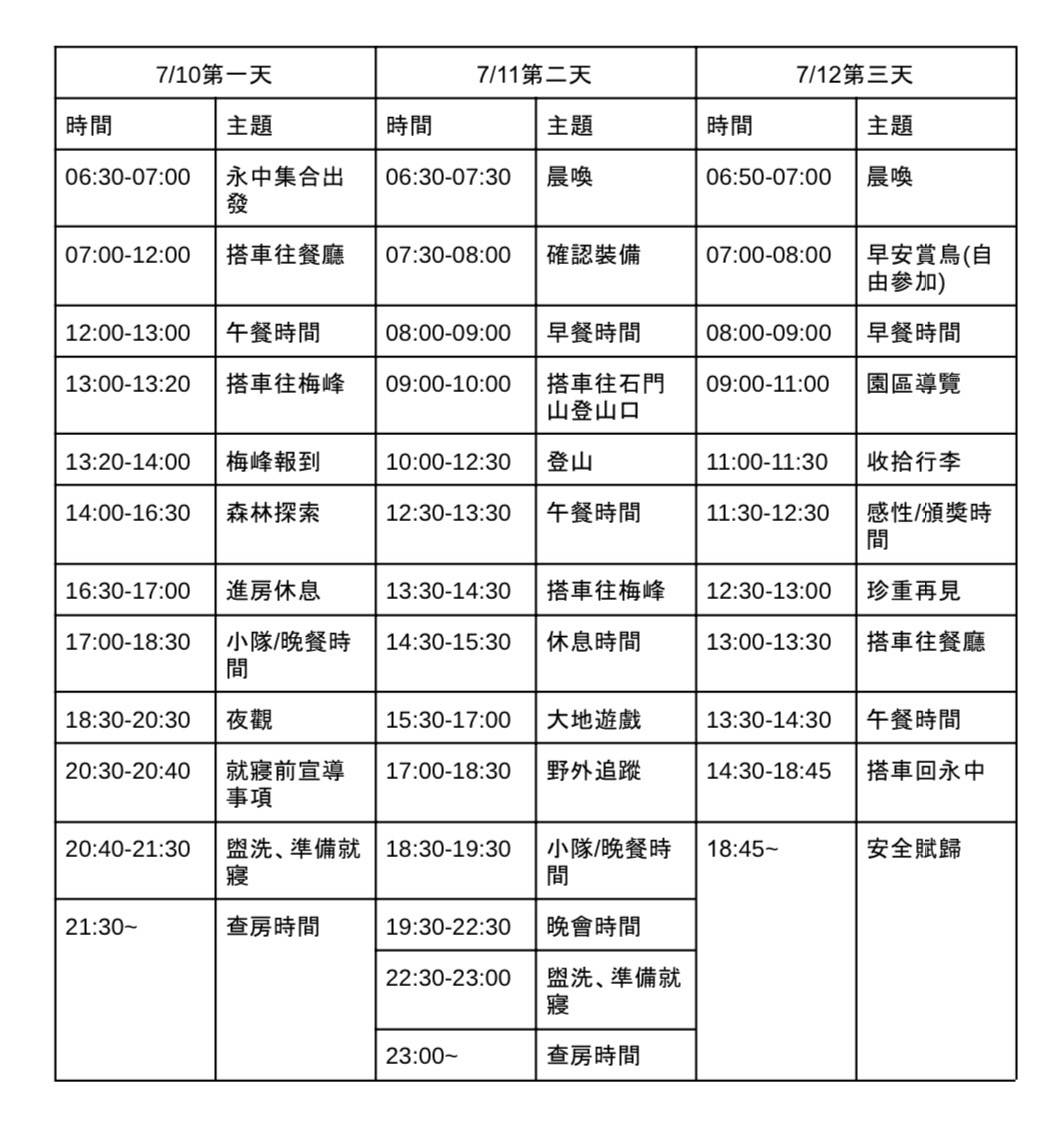 7/10第一天 7/11第二天 7/12第三天
時間 主題 時間 主題 時間 主題
06:30-07:00 永中集合出 06:30-07:30 晨喚 06:50-07:00 晨喚
發
07:00-12:00 搭車往餐廳 07:30-08:00 確認裝備 07:00-08:00 早安賞鳥(自
由參加)
12:00-13:00 午餐時間 08:00-09:00 早餐時間 08:00-09:00 早餐時間
13:00-13:20 搭車往梅峰 09:00-10:00 搭車往石門 09:00-11:00 園區導覽
山登山口
13:20-14:00 梅峰報到 10:00-12:30 登山 11:00-11:30 收拾行李
14:00-16:30 森林探索 12:30-13:30 午餐時間 11:30-12:30 感性/頒獎時
間
16:30-17:00 進房休息 13:30-14:30 搭車往梅峰 12:30-13:00 珍重再見
17:00-18:30 小隊/晚餐時 14:30-15:30 休息時間 13:00-13:30 搭車往餐廳
間
18:30-20:30 夜觀 15:30-17:00 大地遊戲 13:30-14:30 午餐時間
20:30-20:40 就寢前宣導 17:00-18:30 野外追蹤 14:30-18:45 搭車回永中
事項
20:40-21:30 盥洗、準備就 18:30-19:30 小隊/晚餐時 18:45~ 安全賦歸
寢 間
21:30~ 查房時間 19:30-22:30 晚會時間
22:30-23:00 盥洗、準備就
寢
23:00~ 查房時間